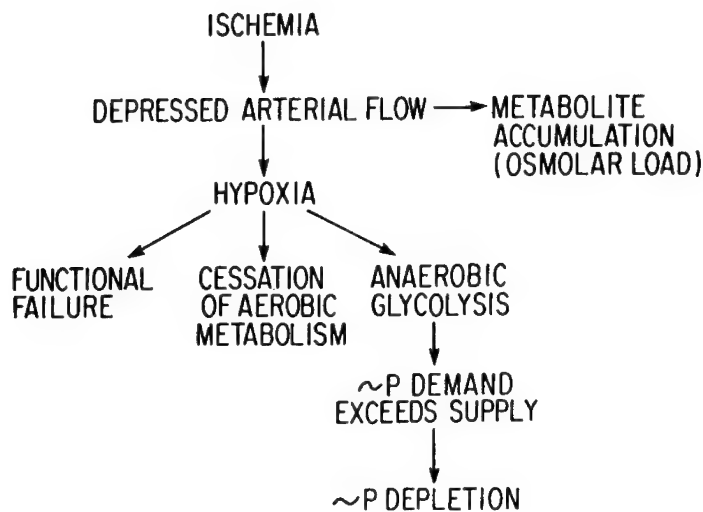 ISCHEMIA
DEPRESSED ARTERIAL FLOW
METABOLITE
ACCUMULATION
(OSMOLAR LOAD)
HYPOXIA
FUNCTIONAL
FAILURE
CESSATION
OF AEROBIC
METABOLISM
ANAEROBIC
GLYCOLYSIS
~P DEMAND
EXCEEDS SUPPLY
~P DEPLETION